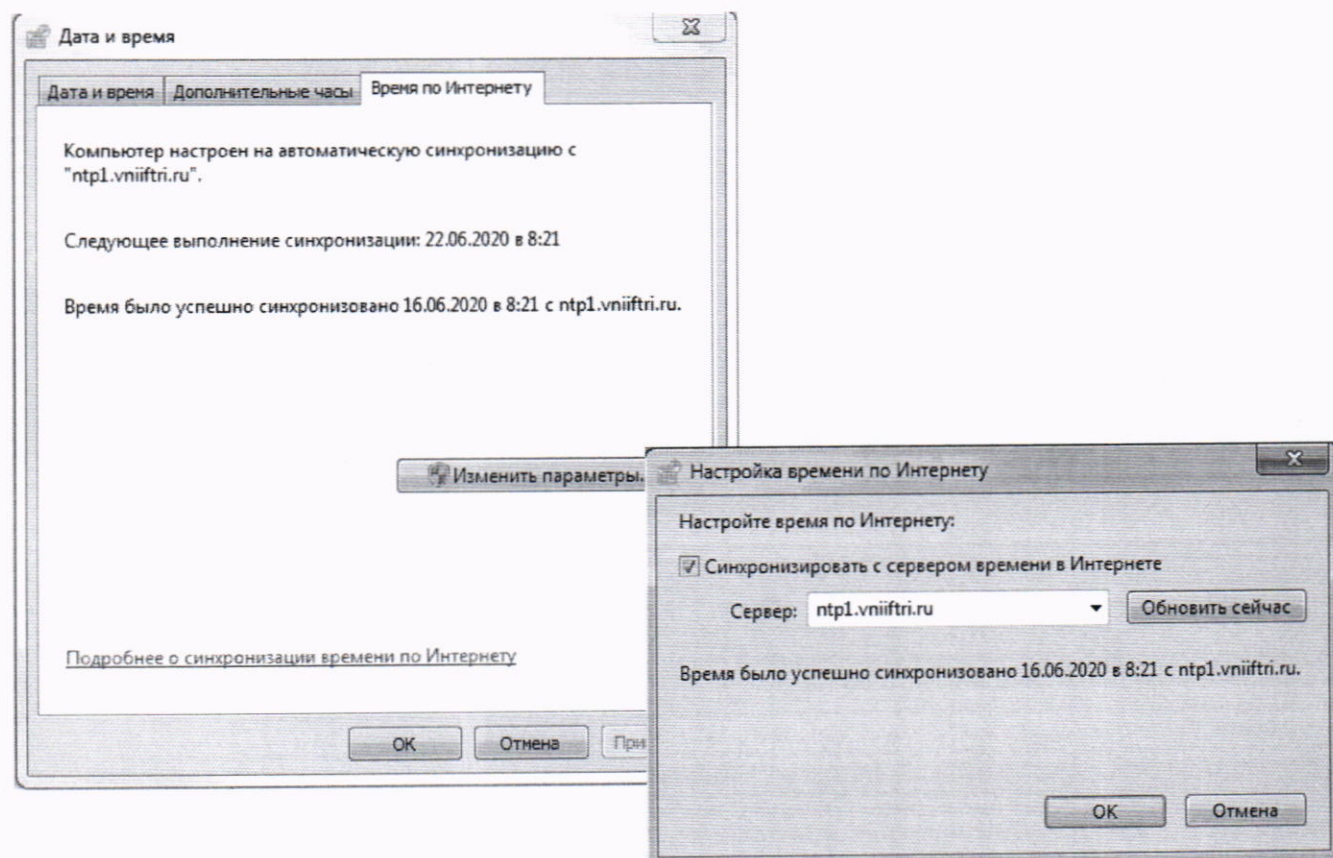 Дата и время
Дата и время Дополнительные часы Время по Интернету
Компьютер настроен на автоматическую синхронизацию с
"ntp1.vniiftri.ru".
Следующее выполнение синхронизации: 22.06.2020 в 8:21
Время было успешно синхронизовано 16.06.2020 в 8:21 с ntp1.vniiftri.ru.
Изменить параметры.
Подробнее о синхронизации времени по Интернету
ОК Отмена При
Настройка времени по Интернету
Настройте время по Интернету:
Синхронизировать с сервером времени в Интернете
Сервер: ntp1.vniiftri.ru Обновить сейчас
Время было успешно синхронизовано 16.06.2020 в 8:21 с ntp1.vniiftri.ru.
ОК Отмена